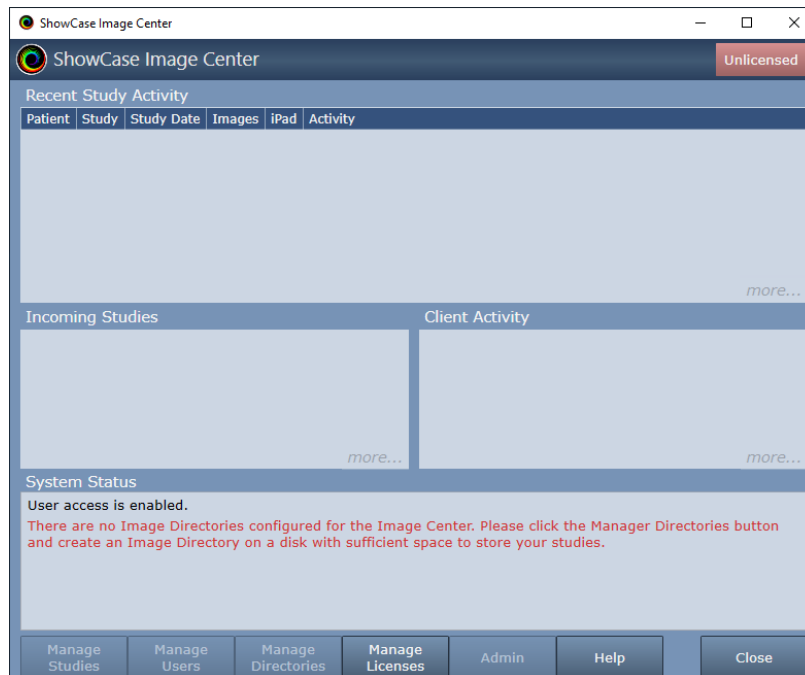 ShowCase Image Center
ShowCase Image Center
Unlicensed
Recent Study Activity
Patient Study Study Date Images iPad Activity
more...
Incoming Studies
Client Activity
more...
more...
System Status
User access is enabled.
There are no Image Directories configured for the Image Center. Please click the Manager Directories button
and create an Image Directory on a disk with sufficient space to store your studies.
Manage
Studies
Manage
Users
Manage
Directories
Manage
Licenses
Admin
Help
Close